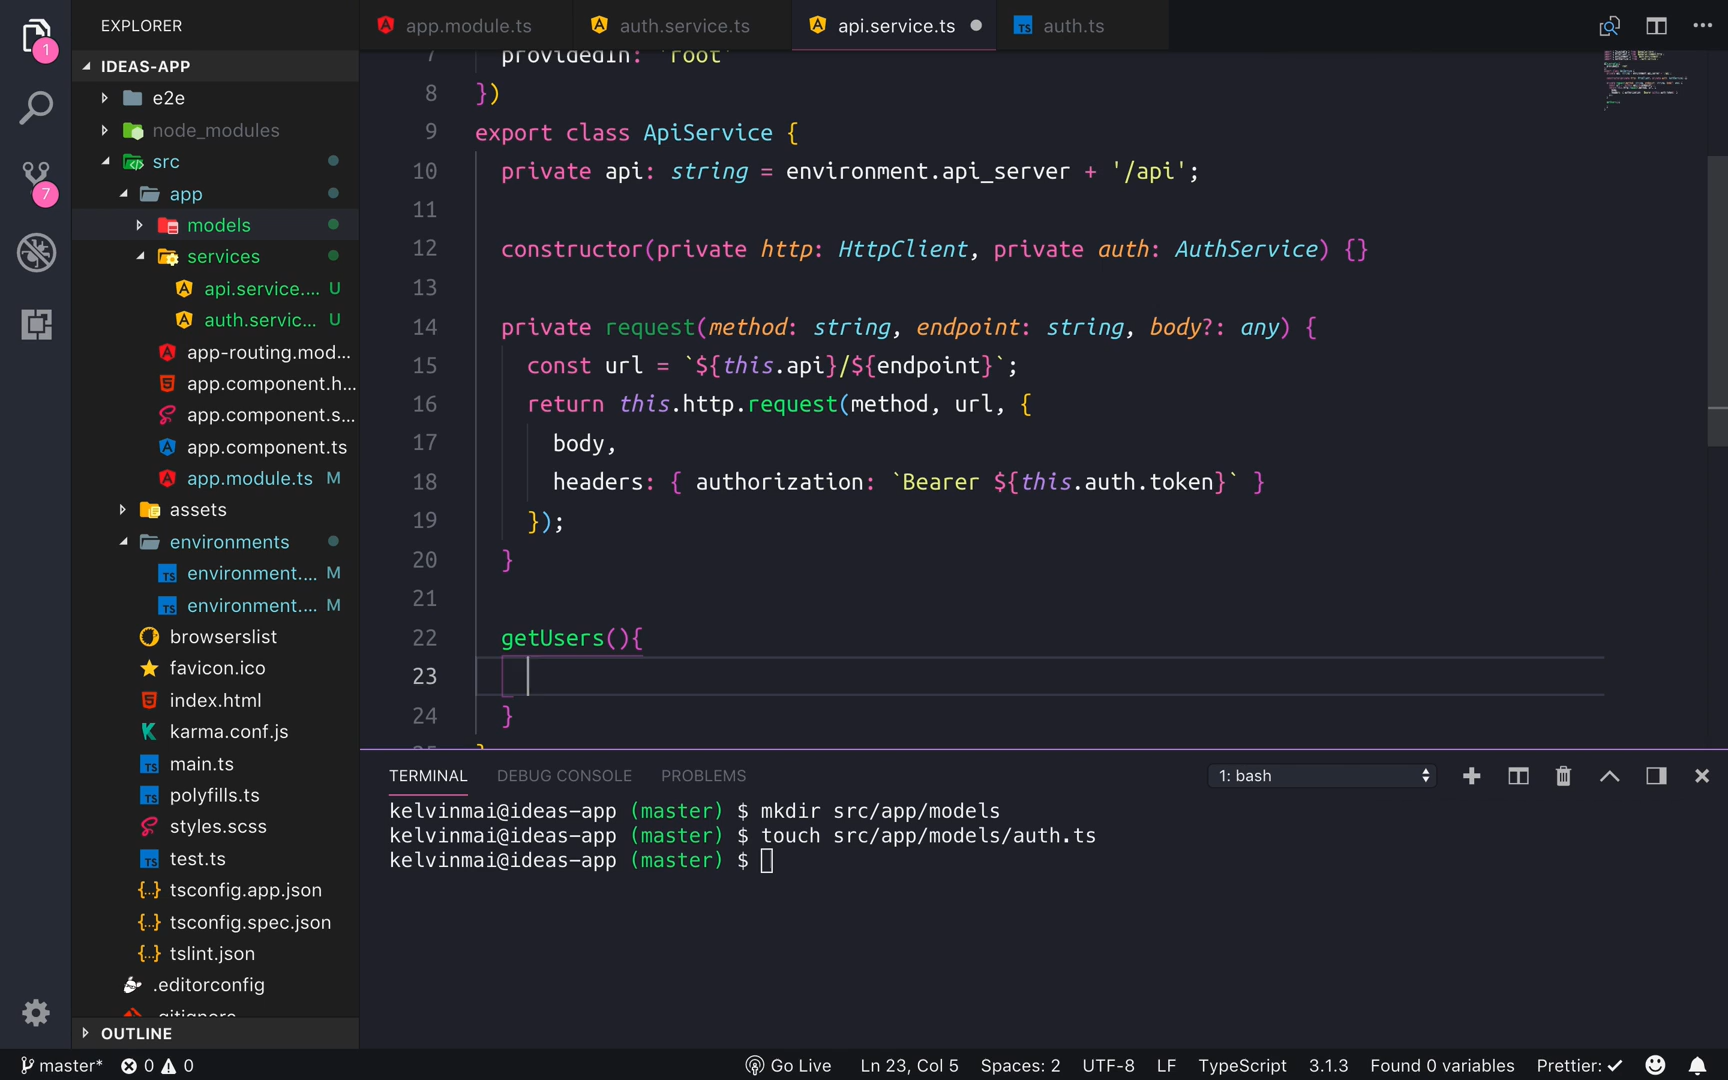 EXPLORER
app.module.ts
auth.service.ts
api.service.ts
auth.ts
1
IDEAS-APP
e2e
node_modules
src
app
models
services
api.service.... U
auth.servic... U
app-routing.mod...
app.component.h...
app.component.s...
app.component.ts
app.module.ts M
assets
environments
environment.... M
environment.... M
browserslist
favicon.ico
index.html
karma.conf.js
main.ts
polyfills.ts
styles.scss
test.ts
tsconfig.app.json
tsconfig.spec.json
tslint.json
.editorconfig
.gitignore
OUTLINE
7
7 providedIn: 'root'
8 })
9 export class ApiService {
10 private api: string = environment.api_server + '/api';
11
12 constructor(private http: HttpClient, private auth: AuthService) {}
13
14 private request(method: string, endpoint: string, body?: any) {
15 const url = `${this.api}/${endpoint}`;
16 return this.http.request(method, url, {
17 body,
18 headers: { authorization: `Bearer ${this.auth.token}` }
19 });
20 }
21
22 getUsers(){
23
24 }
25 }
TERMINAL DEBUG CONSOLE PROBLEMS 1: bash
kelvinmai@ideas-app (master) $ mkdir src/app/models
kelvinmai@ideas-app (master) $ touch src/app/models/auth.ts
kelvinmai@ideas-app (master) $
master* 0 0 Go Live Ln 23, Col 5 Spaces: 2 UTF-8 LF TypeScript 3.1.3 Found 0 variables Prettier: ✓